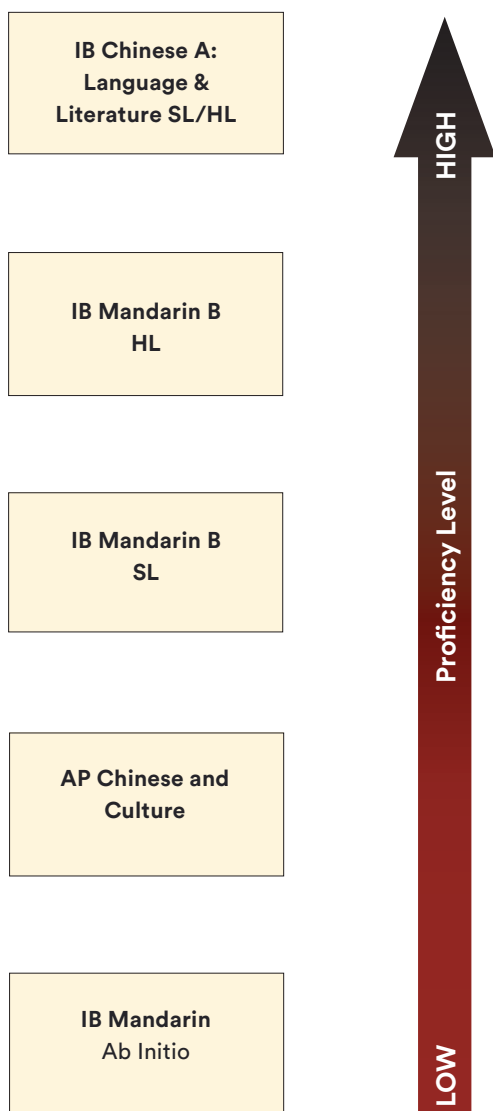 IB Chinese A:
Language &
Literature SL/HL
HIGH
IB Mandarin B
HL
IB Mandarin B
SL
Proficiency Level
AP Chinese and
Culture
IB Mandarin
Ab Initio
LOW